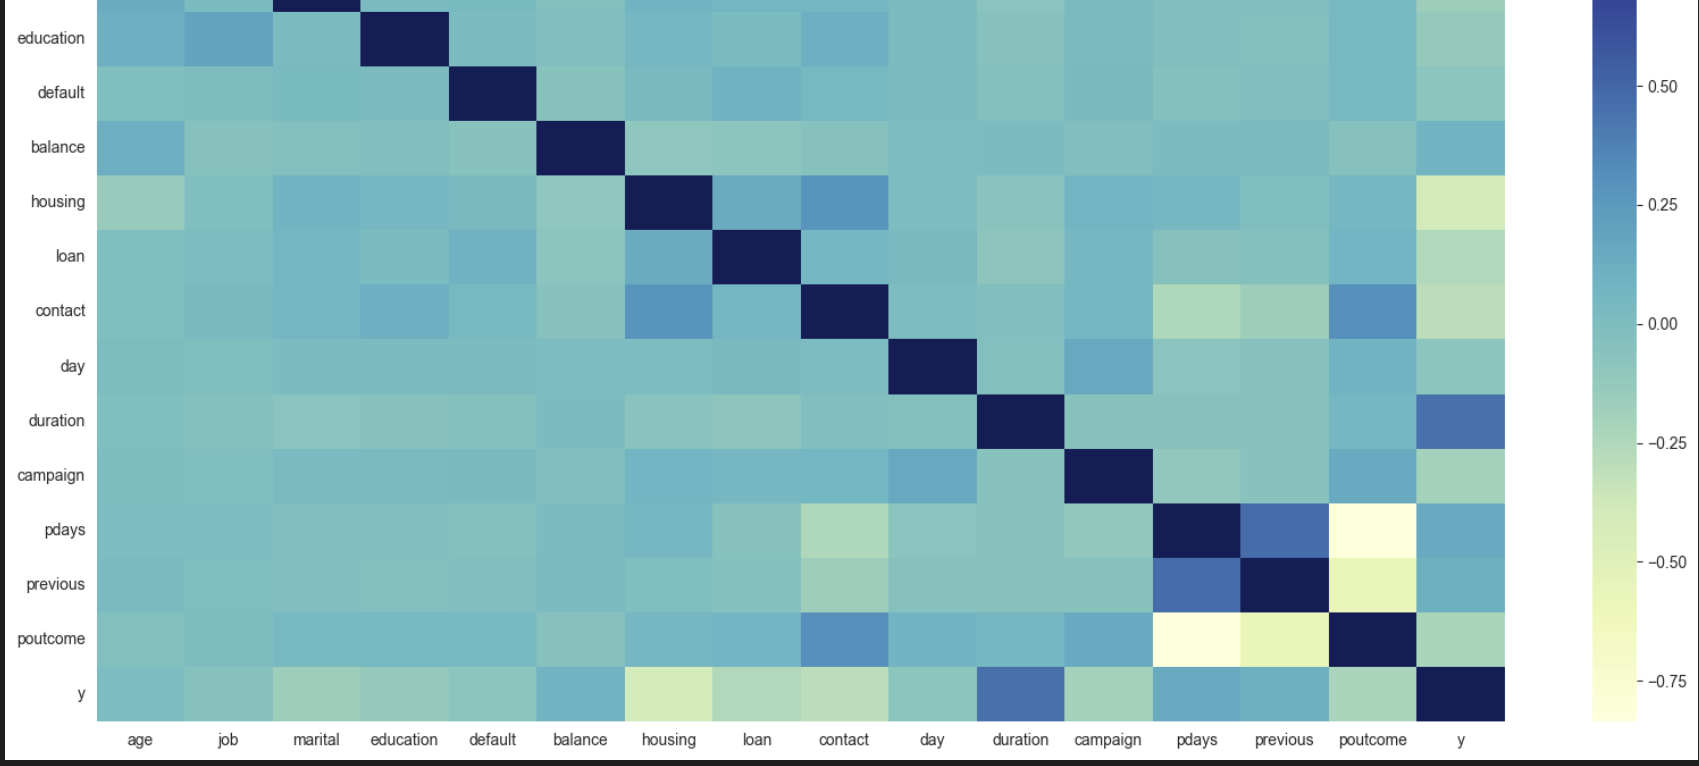 education
default
balance
housing
loan
contact
day
duration
campaign
pdays
previous
poutcome
y
age job marital education default balance housing loan contact day duration campaign pdays previous poutcome y
0.50
0.25
0.00
−0.25
−0.50
−0.75